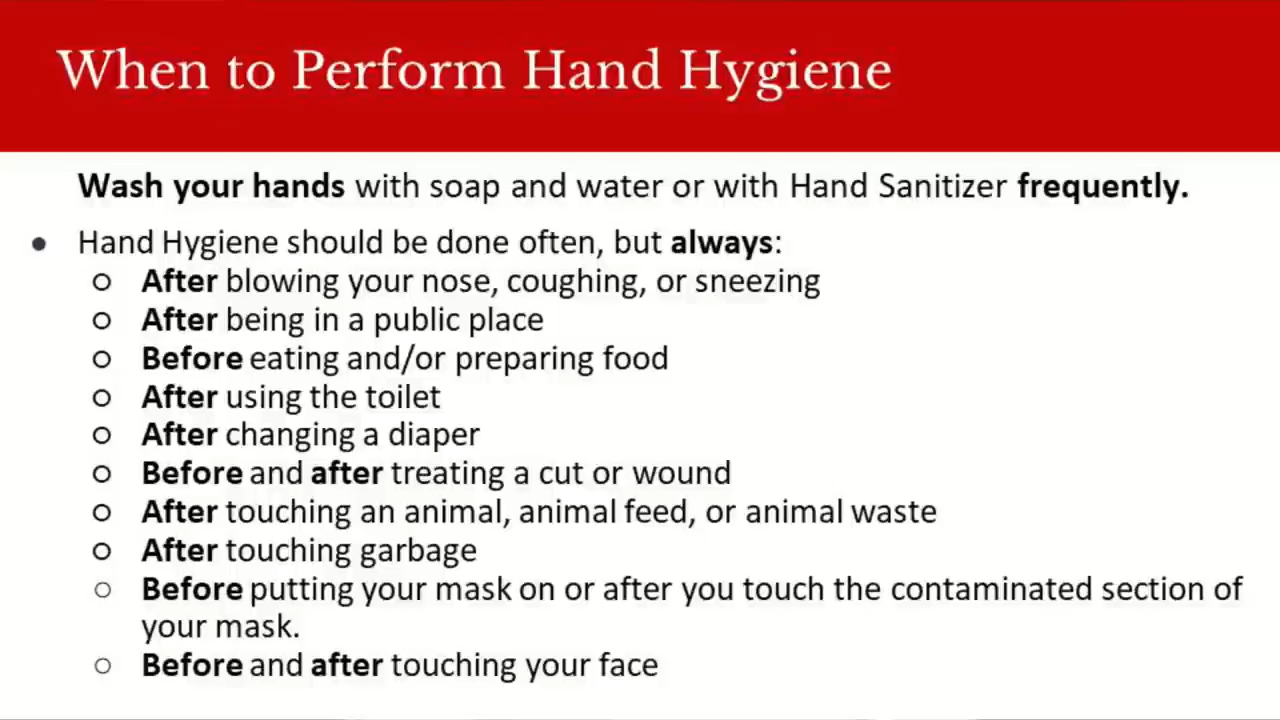 When to Perform Hand Hygiene
Wash your hands with soap and water or with Hand Sanitizer frequently.
● Hand Hygiene should be done often, but always:
○ After blowing your nose, coughing, or sneezing
○ After being in a public place
○ Before eating and/or preparing food
○ After using the toilet
○ After changing a diaper
○ Before and after treating a cut or wound
○ After touching an animal, animal feed, or animal waste
○ After touching garbage
○ Before putting your mask on or after you touch the contaminated section of
your mask.
○ Before and after touching your face